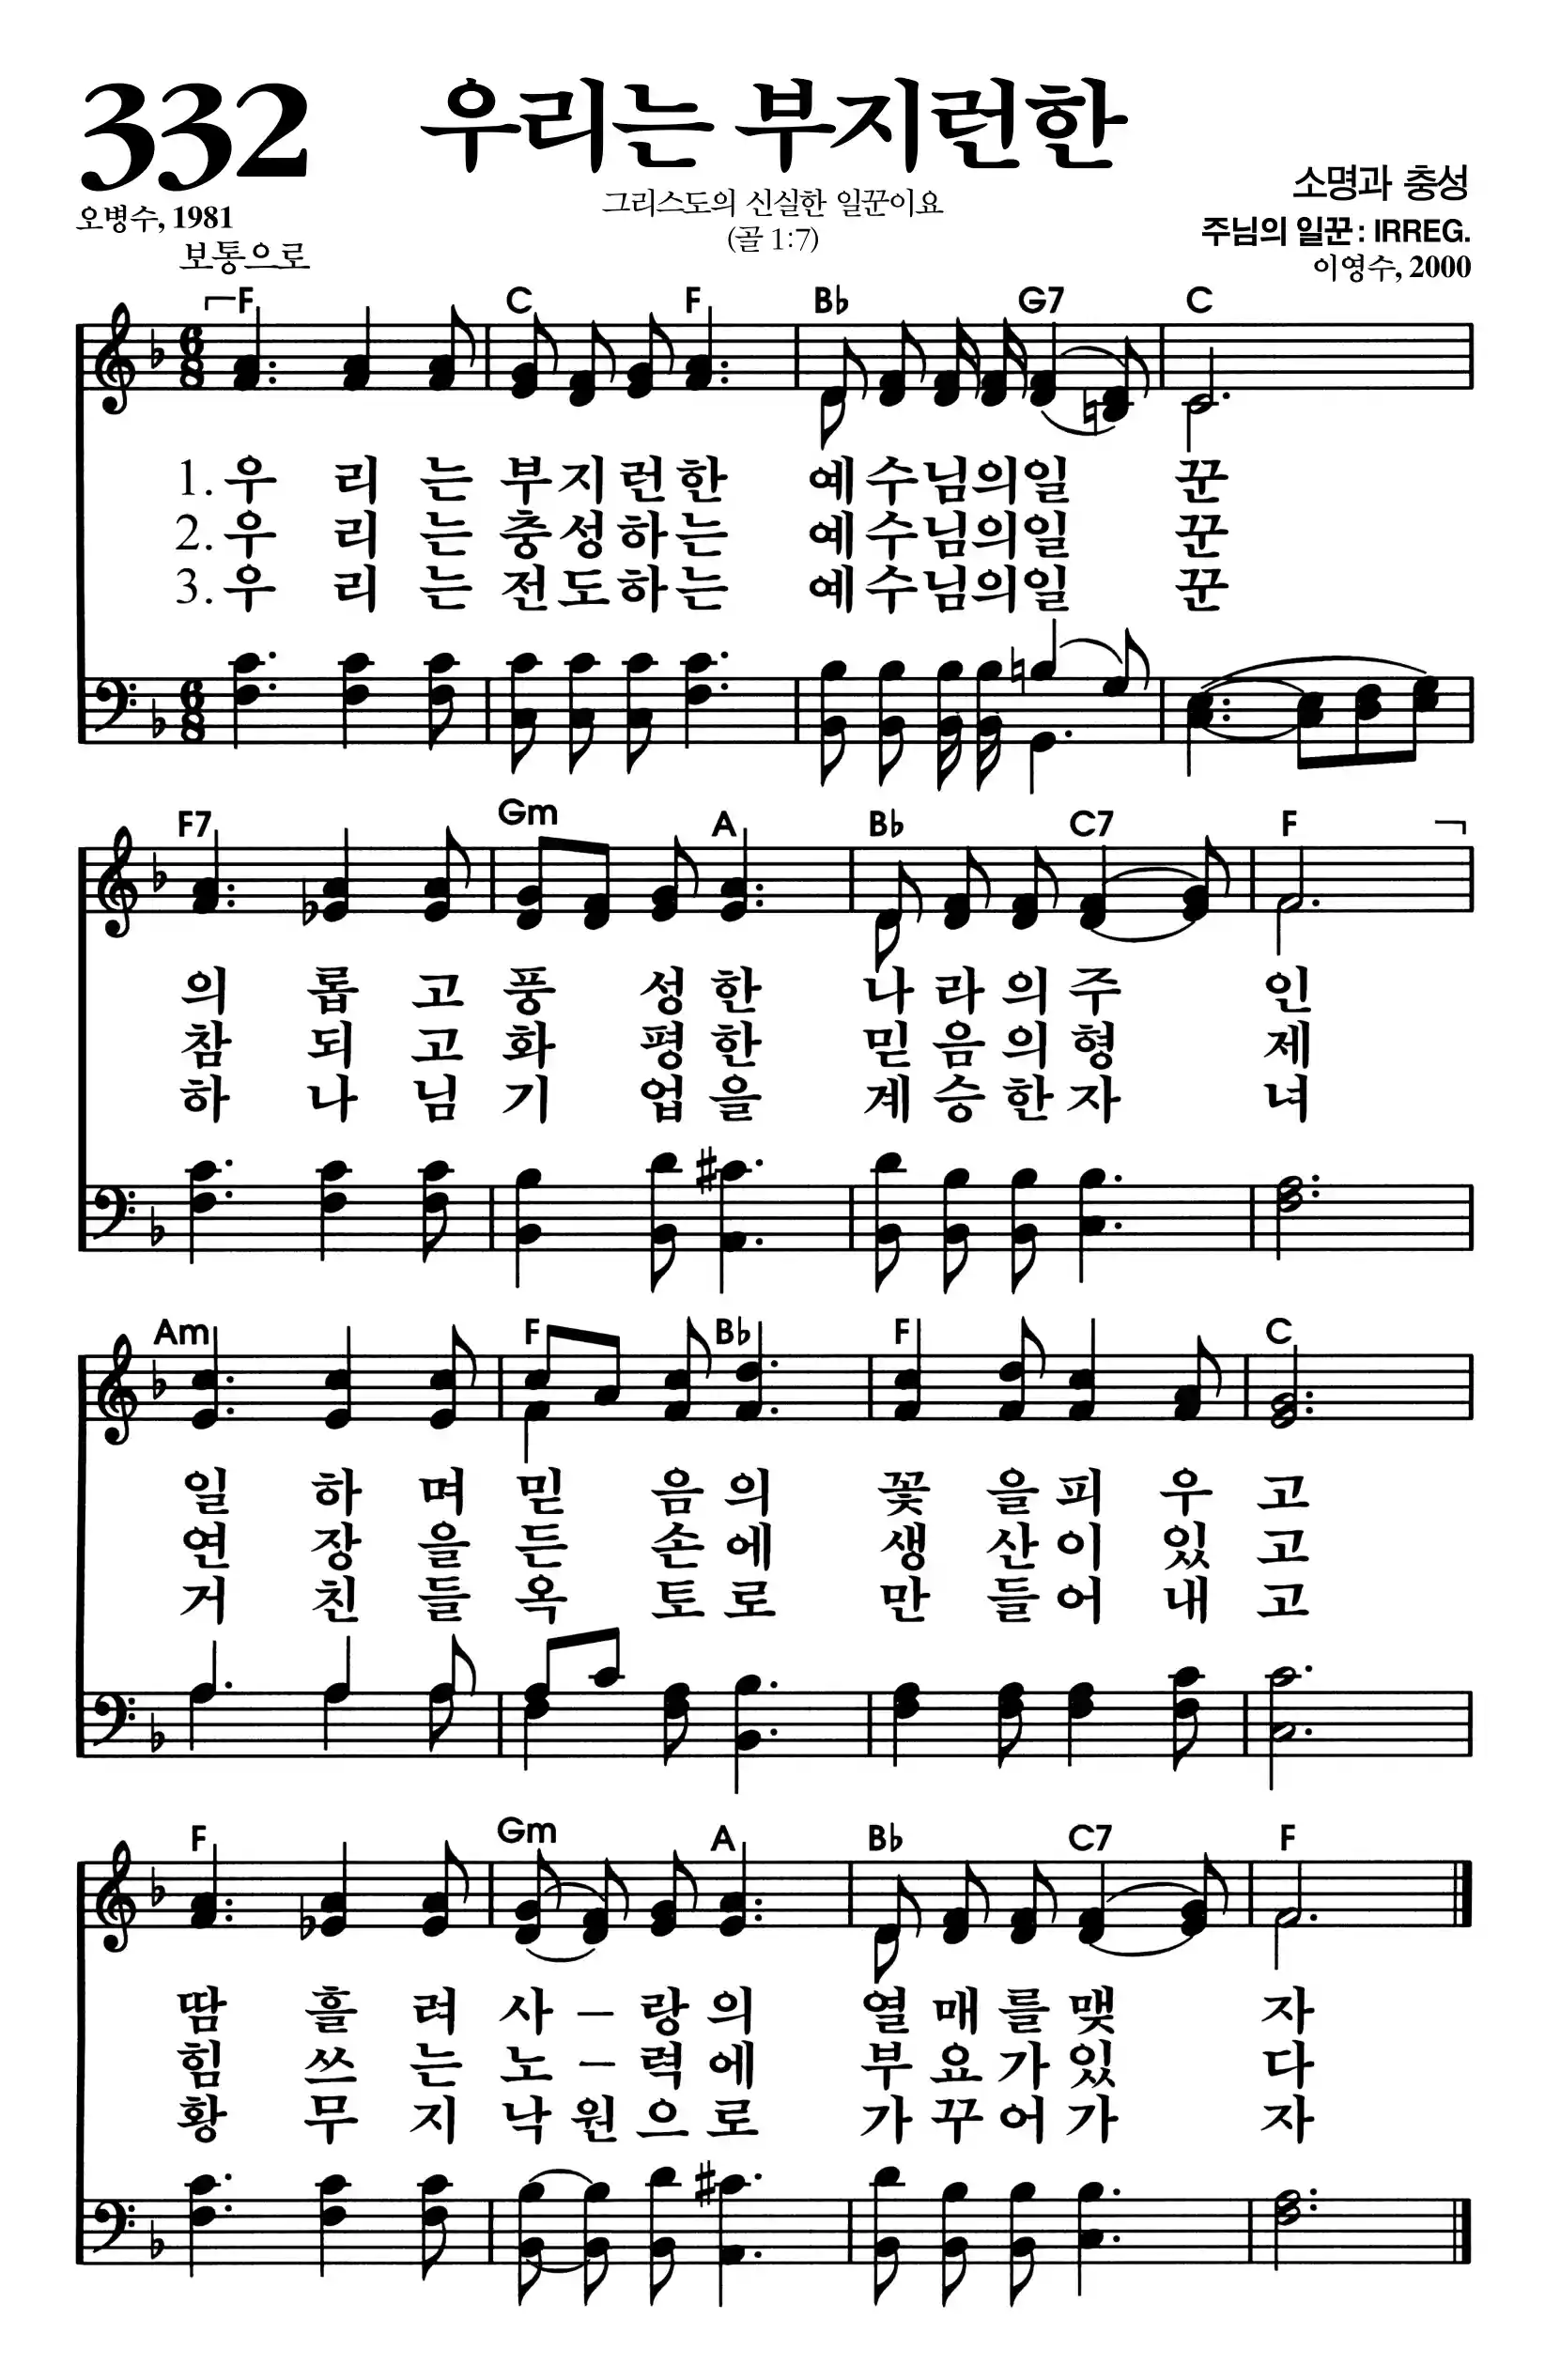 332 우리는 부지런한
소명과 충성
오병수, 1981 그리스도의 신실한 일꾼이요 주님의 일꾼 : IRREG.
보통으로 (골 1:7) 이영수, 2000
F C F B♭ G7 C
1. 우 리 는 부 지 런 한 예 수 님 의 일 꾼
2. 우 리 는 충 성 하 는 예 수 님 의 일 꾼
3. 우 리 는 전 도 하 는 예 수 님 의 일 꾼
F7 Gm A B♭ C7 F
의 롭 고 풍 성 한 나 라 의 주 인
참 되 고 화 평 한 믿 음 의 형 제
하 나 님 기 업 을 계 승 한 자 녀
Am F B♭ F C
일 하 며 믿 음 의 꽃 을 피 우 고
연 장 을 든 손 에 생 산 이 있 고
거 친 들 옥 토 로 만 들 어 내 고
F Gm A B♭ C7 F
땀 흘 려 사 – 랑 의 열 매 를 맺 자
힘 쓰 는 노 – 력 에 부 요 가 있 다
황 무 지 낙 원 으 로 가 꾸 어 가 자